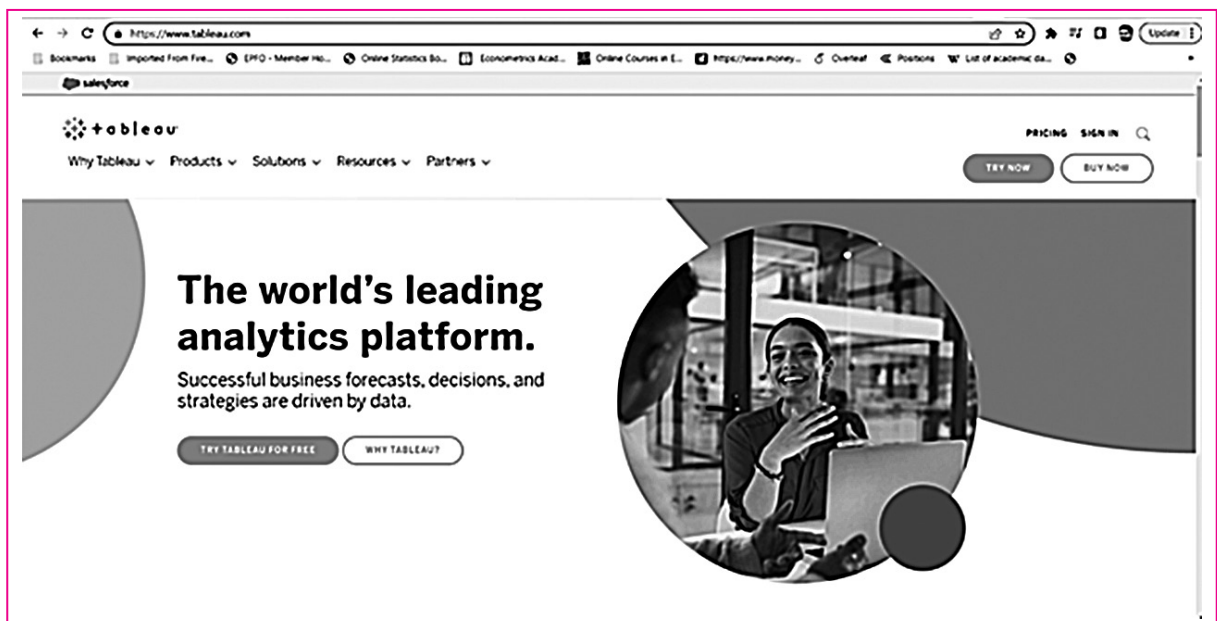 https://www.tableau.com
Update
Bookmarks Imported From Fire... EPFO - Member Ho... Online Statistics Bo... Econometrics Acad... Online Courses in E... https://www.money... Overleaf Positions List of academic da...
salesforce
+ableau
PRICING SIGN IN
Why Tableau Products Solutions Resources Partners
TRY NOW BUY NOW
The world's leading
analytics platform.
Successful business forecasts, decisions, and
strategies are driven by data.
TRY TABLEAU FOR FREE WHY TABLEAU?